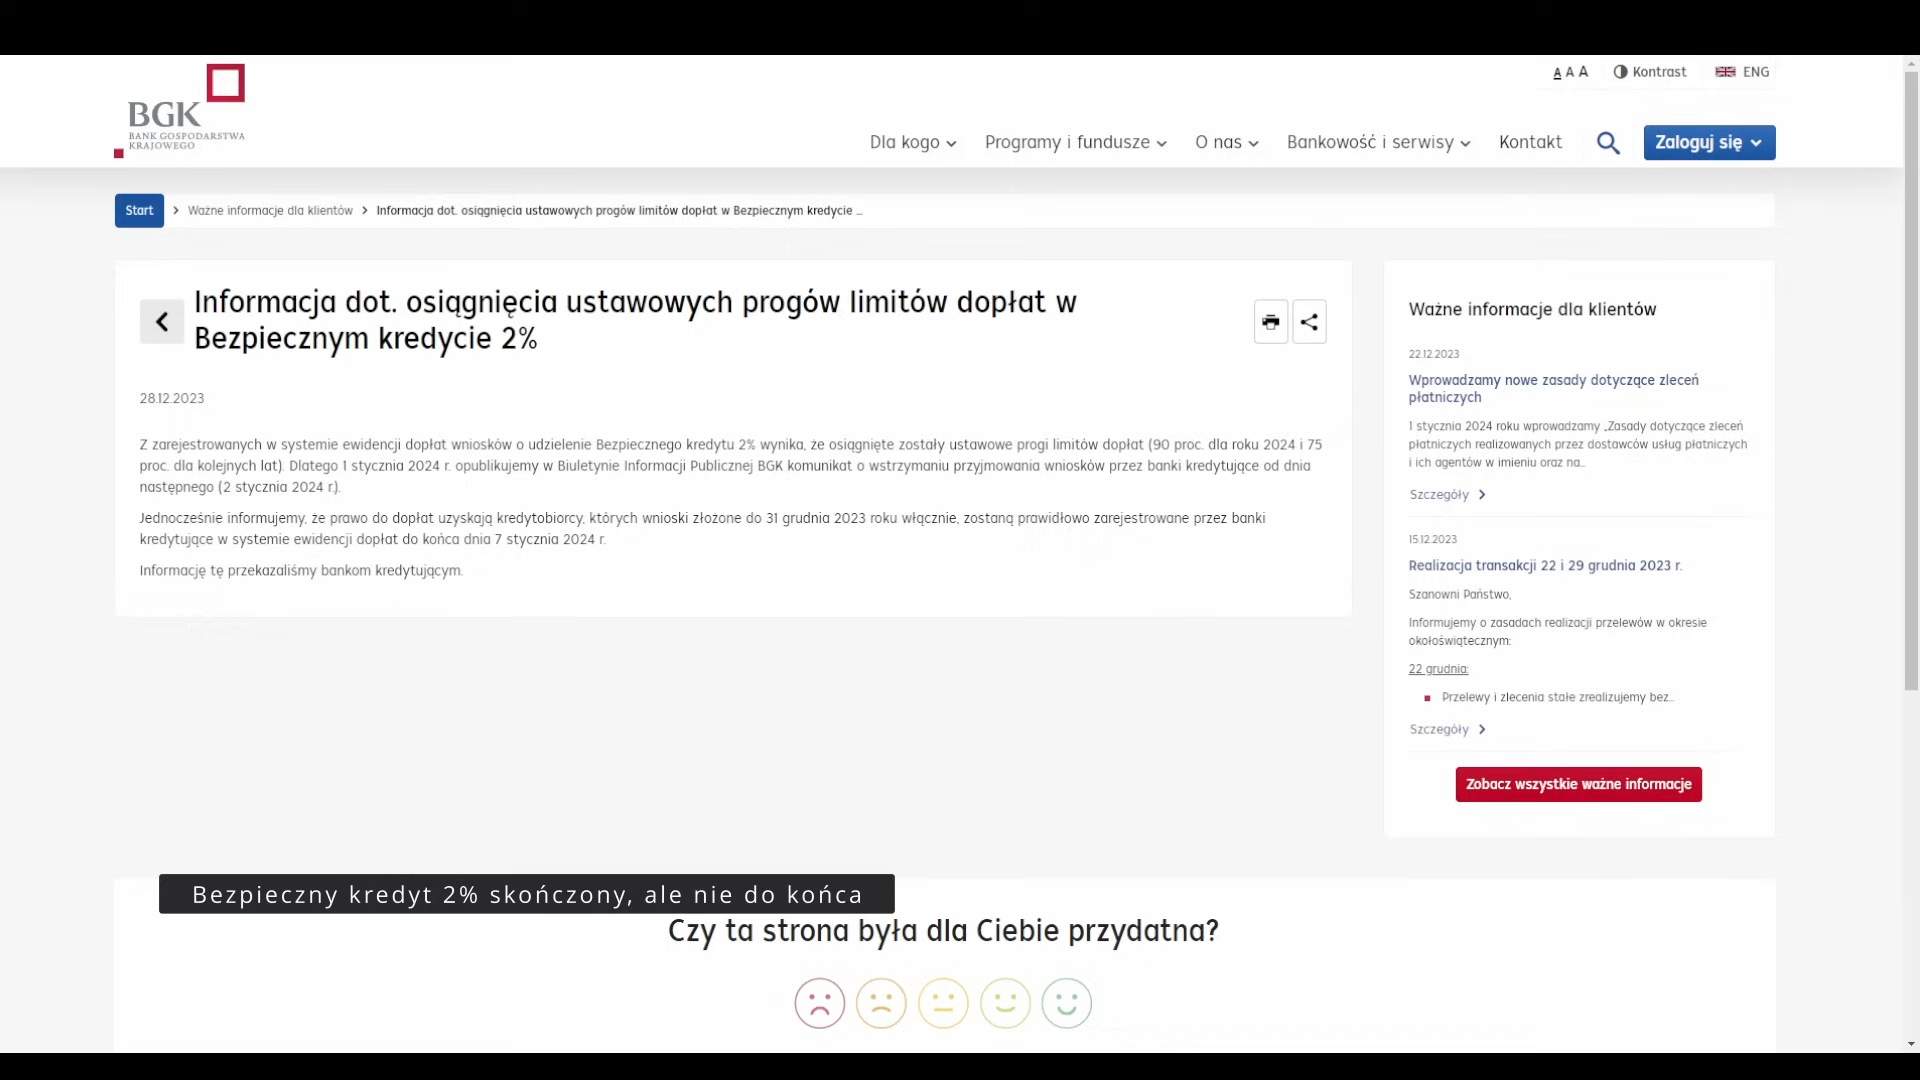 A A A Kontrast ENG
BGK
BANK GOSPODARSTWA
KRAJOWEGO
Dla kogo Programy i fundusze O nas Bankowość i serwisy Kontakt Zaloguj się
Start Ważne informacje dla klientów Informacja dot. osiągnięcia ustawowych progów limitów dopłat w Bezpiecznym kredycie ...
Informacja dot. osiągnięcia ustawowych progów limitów dopłat w
Bezpiecznym kredycie 2%
28.12.2023
Z zarejestrowanych w systemie ewidencji dopłat wniosków o udzielenie Bezpiecznego kredytu 2% wynika, że osiągnięte zostały ustawowe progi limitów dopłat (90 proc. dla roku 2024 i 75
proc. dla kolejnych lat). Dlatego 1 stycznia 2024 r. opublikujemy w Biuletynie Informacji Publicznej BGK komunikat o wstrzymaniu przyjmowania wniosków przez banki kredytujące od dnia
następnego (2 stycznia 2024 r.).
Jednocześnie informujemy, że prawo do dopłat uzyskają kredytobiorcy, których wnioski złożone do 31 grudnia 2023 roku włącznie, zostaną prawidłowo zarejestrowane przez banki
kredytujące w systemie ewidencji dopłat do końca dnia 7 stycznia 2024 r.
Informację tę przekazaliśmy bankom kredytującym.
Ważne informacje dla klientów
22.12.2023
Wprowadzamy nowe zasady dotyczące zleceń
płatniczych
1 stycznia 2024 roku wprowadzamy „Zasady dotyczące zleceń
płatniczych realizowanych przez dostawców usług płatniczych
i ich agentów w imieniu oraz na...
Szczegóły
15.12.2023
Realizacja transakcji 22 i 29 grudnia 2023 r.
Szanowni Państwo,
Informujemy o zasadach realizacji przelewów w okresie
okołoświątecznym:
22 grudnia:
Przelewy i zlecenia stałe zrealizujemy bez...
Szczegóły
Zobacz wszystkie ważne informacje
Bezpieczny kredyt 2% skończony, ale nie do końca
Czy ta strona była dla Ciebie przydatna?